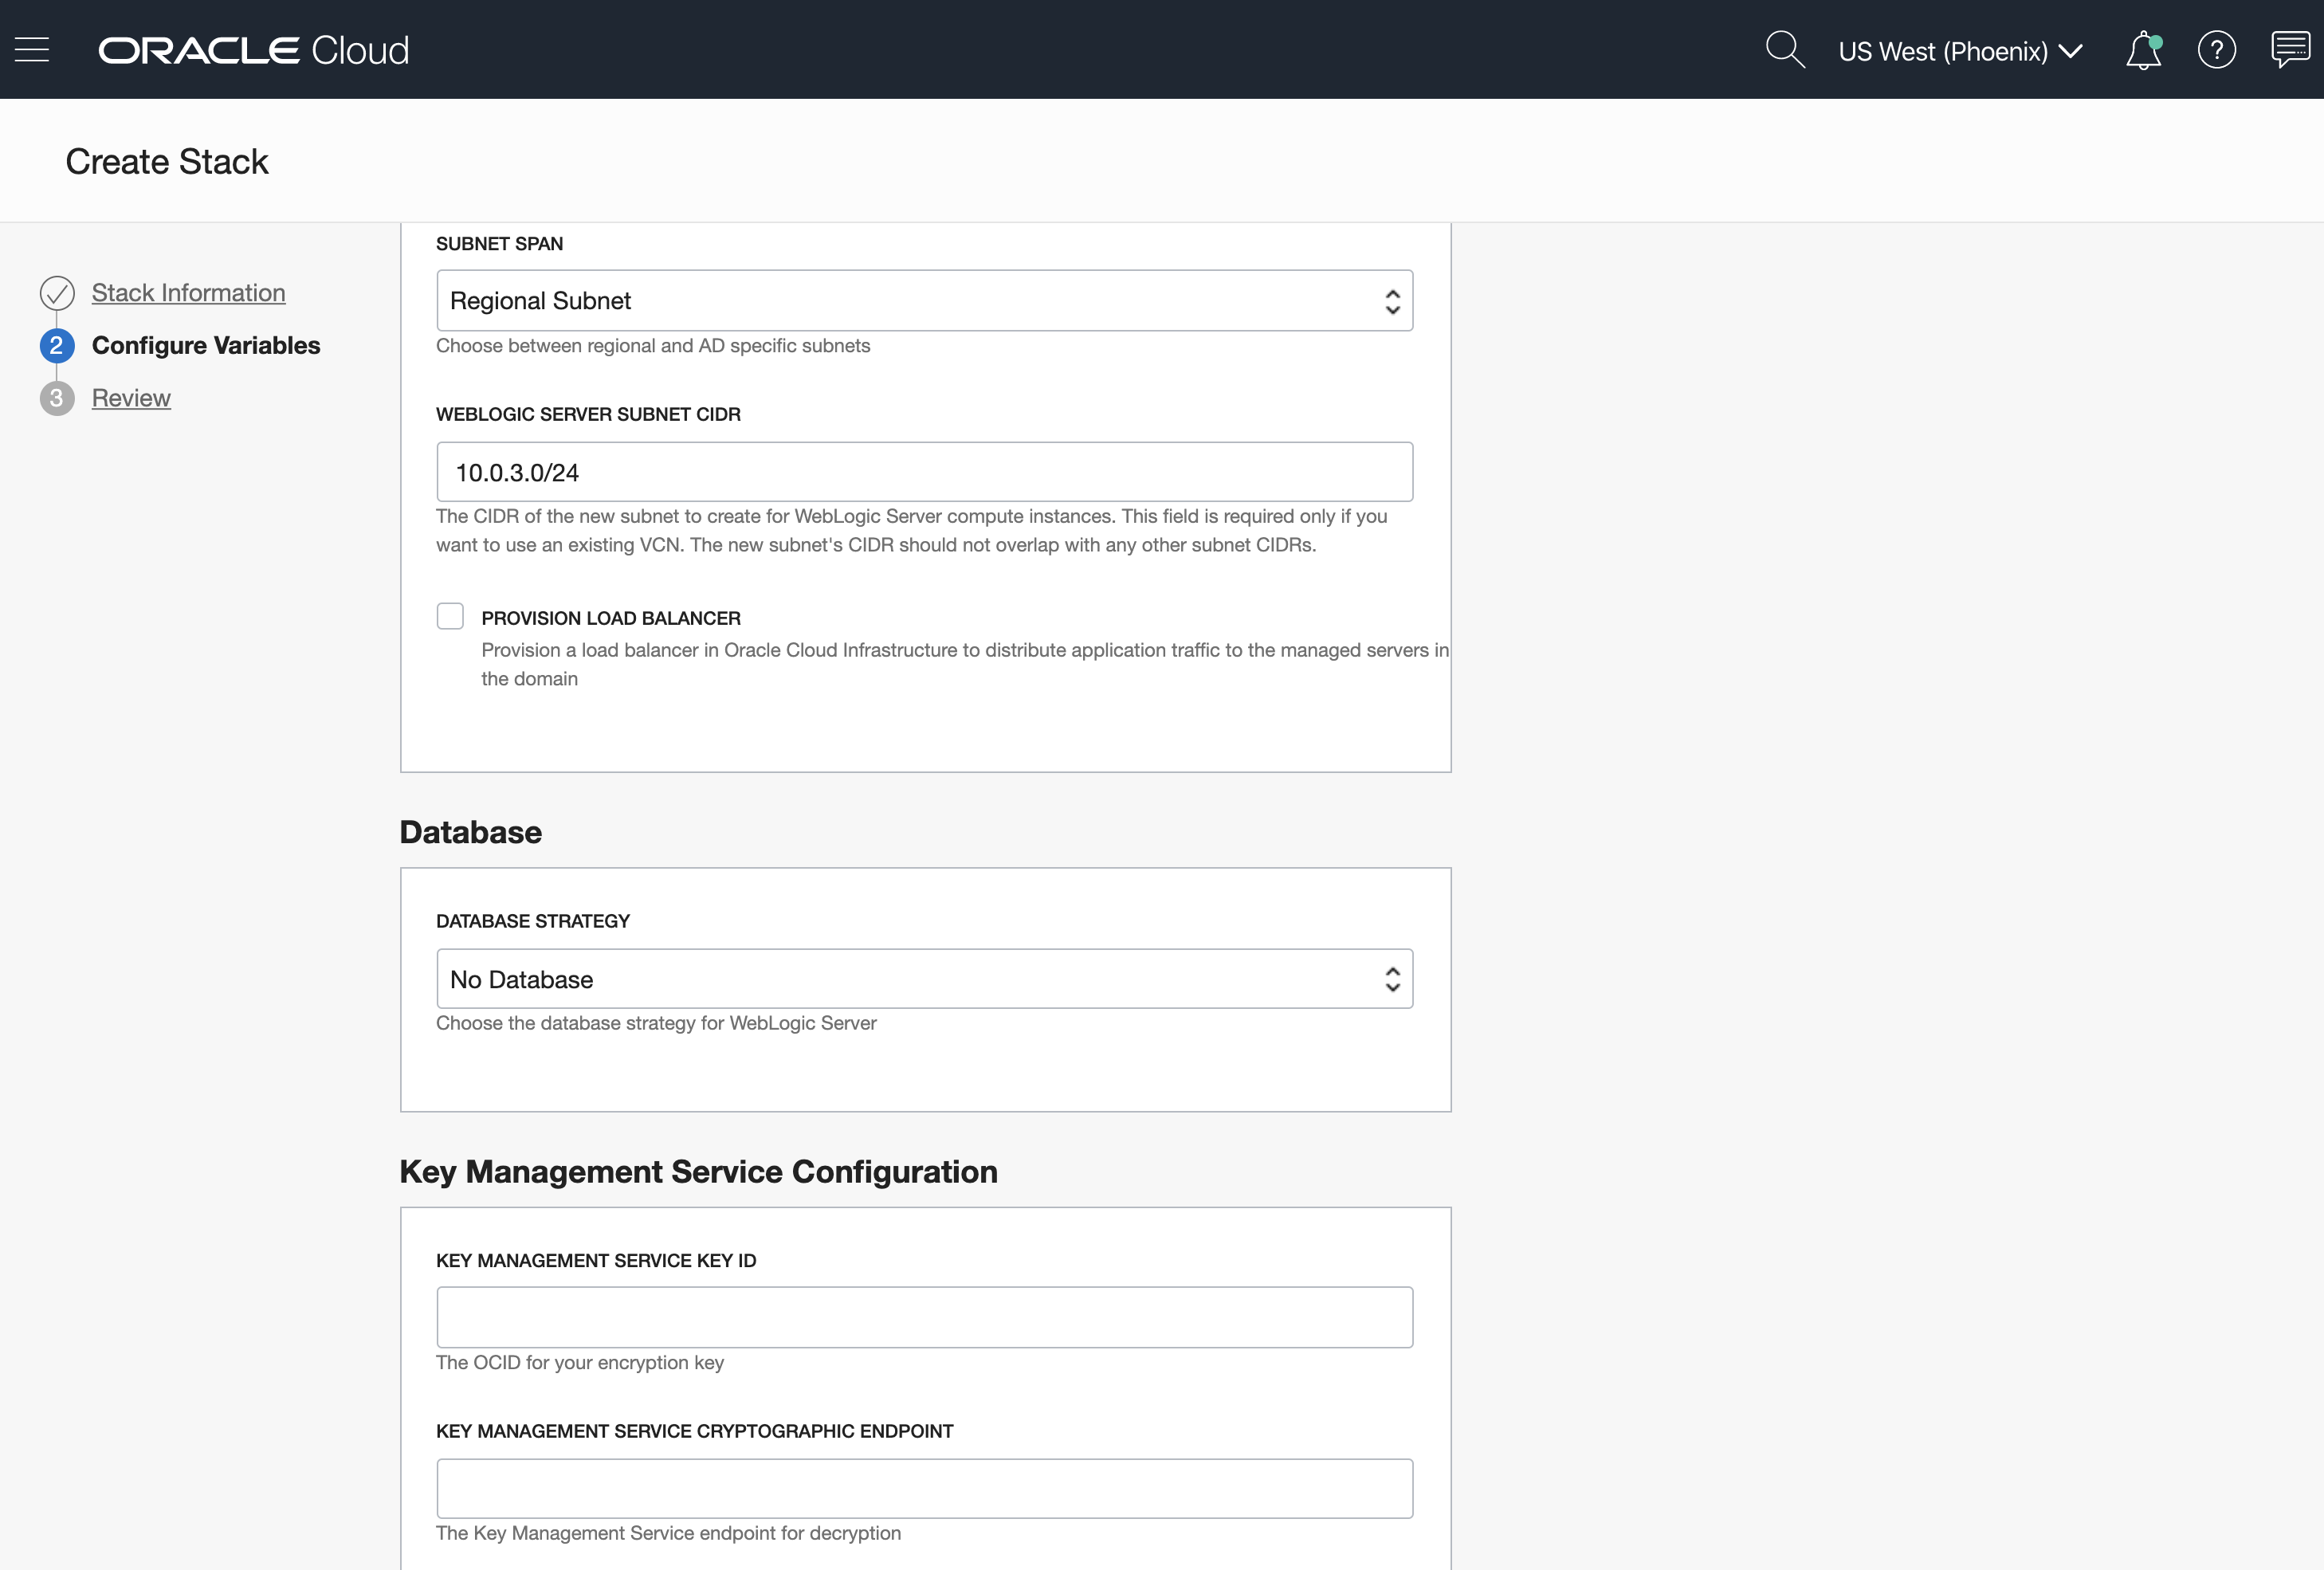 ORACLE Cloud
US West (Phoenix)
?
Create Stack
Stack Information
2 Configure Variables
3 Review
SUBNET SPAN
Regional Subnet
Choose between regional and AD specific subnets
WEBLOGIC SERVER SUBNET CIDR
10.0.3.0/24
The CIDR of the new subnet to create for WebLogic Server compute instances. This field is required only if you
want to use an existing VCN. The new subnet's CIDR should not overlap with any other subnet CIDRs.
PROVISION LOAD BALANCER
Provision a load balancer in Oracle Cloud Infrastructure to distribute application traffic to the managed servers in
the domain
Database
DATABASE STRATEGY
No Database
Choose the database strategy for WebLogic Server
Key Management Service Configuration
KEY MANAGEMENT SERVICE KEY ID
The OCID for your encryption key
KEY MANAGEMENT SERVICE CRYPTOGRAPHIC ENDPOINT
The Key Management Service endpoint for decryption